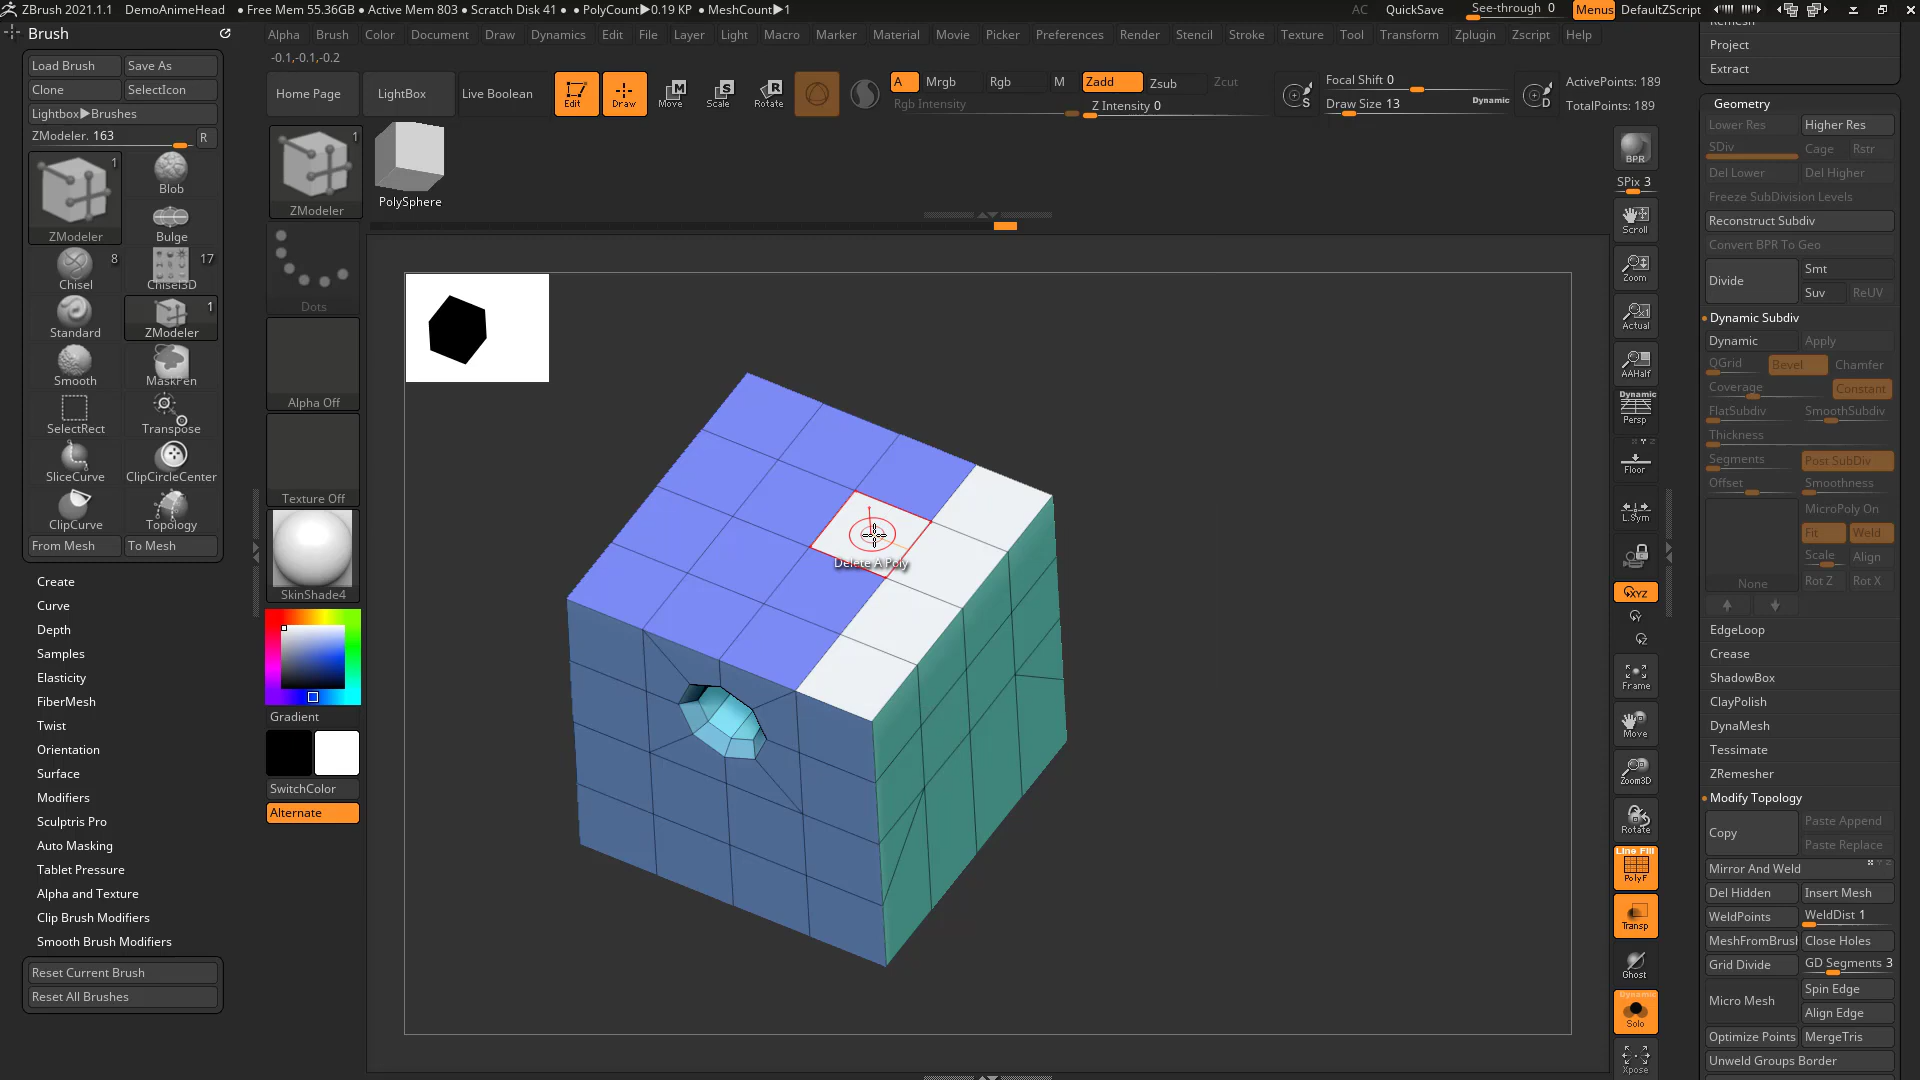 ZBrush 2021.1.1 DemoAnimeHead • Free Mem 55.36GB • Active Mem 803 • Scratch Disk 41 • • PolyCount▶0.19 KP • MeshCount▶1 AC QuickSave See-through 0 Menus DefaultZScript
Brush
Alpha Brush Color Document Draw Dynamics Edit File Layer Light Macro Marker Material Movie Picker Preferences Render Stencil Stroke Texture Tool Transform Zplugin Zscript Help
-0.1,-0.1,-0.2
Home Page LightBox Live Boolean Edit Draw Move Scale Rotate
A Mrgb Rgb M Zadd Zsub Zcut
Rgb Intensity Z Intensity 0
S Focal Shift 0
Draw Size 13 Dynamic
D ActivePoints: 189
TotalPoints: 189
Load Brush Save As
Clone SelectIcon
Lightbox▶Brushes
ZModeler. 163 R
ZModeler 1
Blob
Bulge
Chisel 8
Chisel3D 17
Standard
ZModeler 1
Smooth MaskPen
SelectRect Transpose
SliceCurve ClipCircleCenter
ClipCurve Topology
From Mesh To Mesh
Create
Curve
Depth
Samples
Elasticity
FiberMesh
Twist
Orientation
Surface
Modifiers
Sculptris Pro
Auto Masking
Tablet Pressure
Alpha and Texture
Clip Brush Modifiers
Smooth Brush Modifiers
Reset Current Brush
Reset All Brushes
1
ZModeler PolySphere
Dots
Alpha Off
Texture Off
SkinShade4
Gradient
SwitchColor
Alternate
Delete A Poly
BPR
SPix 3
Scroll
Zoom
Actual
AAHalf
Dynamic
Persp
Floor
L.Sym
XYZ
Y
Z
Frame
Move
Zoom3D
Rotate
Line Fill
PolyF
Transp
Ghost
Dynamic
Solo
Xpose
Remesh
Project
Extract
Geometry
Lower Res Higher Res
SDiv Cage Rstr
Del Lower Del Higher
Freeze SubDivision Levels
Reconstruct Subdiv
Convert BPR To Geo
Divide Smt
Suv ReUV
Dynamic Subdiv
Dynamic Apply
QGrid Bevel Chamfer
Coverage Constant
FlatSubdiv SmoothSubdiv
Thickness
Segments Post SubDiv
Offset Smoothness
MicroPoly On
Fit Weld
Scale Align
None Rot Z Rot X
EdgeLoop
Crease
ShadowBox
ClayPolish
DynaMesh
Tessimate
ZRemesher
Modify Topology
Copy Paste Append
Paste Replace
Mirror And Weld
Del Hidden Insert Mesh
WeldPoints WeldDist 1
MeshFromBrush Close Holes
Grid Divide GD Segments 3
Micro Mesh Spin Edge
Align Edge
Optimize Points MergeTris
Unweld Groups Border